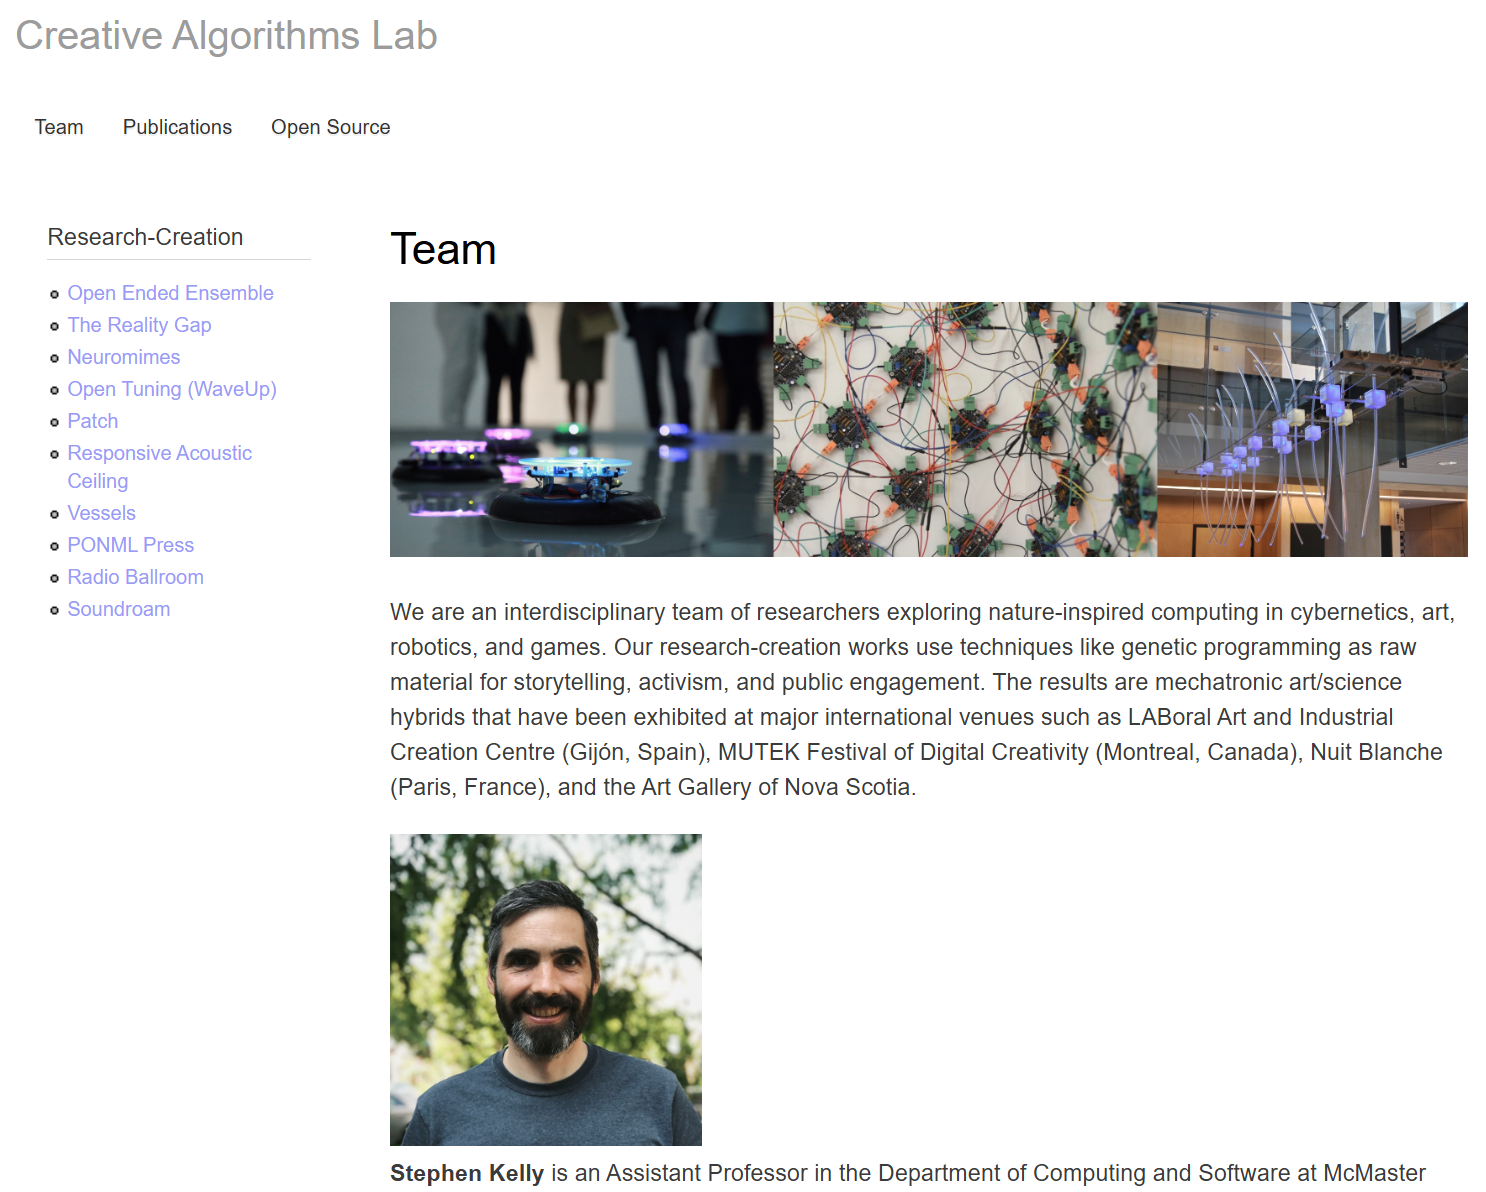 Creative Algorithms Lab
Team
Publications
Open Source
Research-Creation
Open Ended Ensemble
The Reality Gap
Neuromimes
Open Tuning (WaveUp)
Patch
Responsive Acoustic
Ceiling
Vessels
PONML Press
Radio Ballroom
Soundroam
Team
We are an interdisciplinary team of researchers exploring nature-inspired computing in cybernetics, art,
robotics, and games. Our research-creation works use techniques like genetic programming as raw
material for storytelling, activism, and public engagement. The results are mechatronic art/science
hybrids that have been exhibited at major international venues such as LABoral Art and Industrial
Creation Centre (Gijón, Spain), MUTEK Festival of Digital Creativity (Montreal, Canada), Nuit Blanche
(Paris, France), and the Art Gallery of Nova Scotia.
Stephen Kelly is an Assistant Professor in the Department of Computing and Software at McMaster